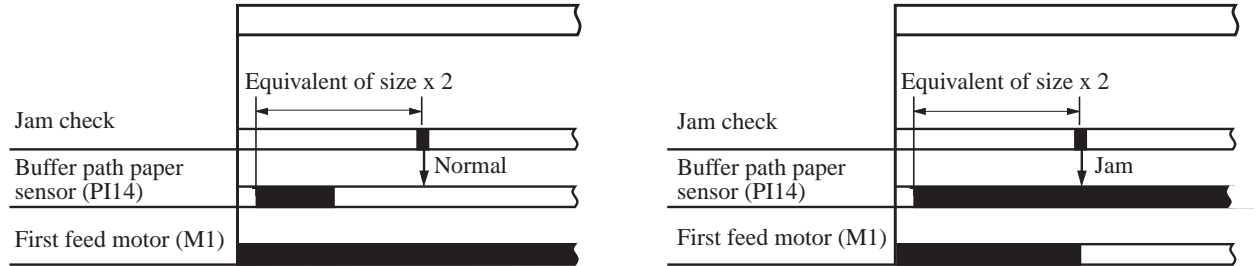 Equivalent of size x 2
Jam check
Normal
Buffer path paper
sensor (PI14)
First feed motor (M1)
Equivalent of size x 2
Jam check
Jam
Buffer path paper
sensor (PI14)
First feed motor (M1)